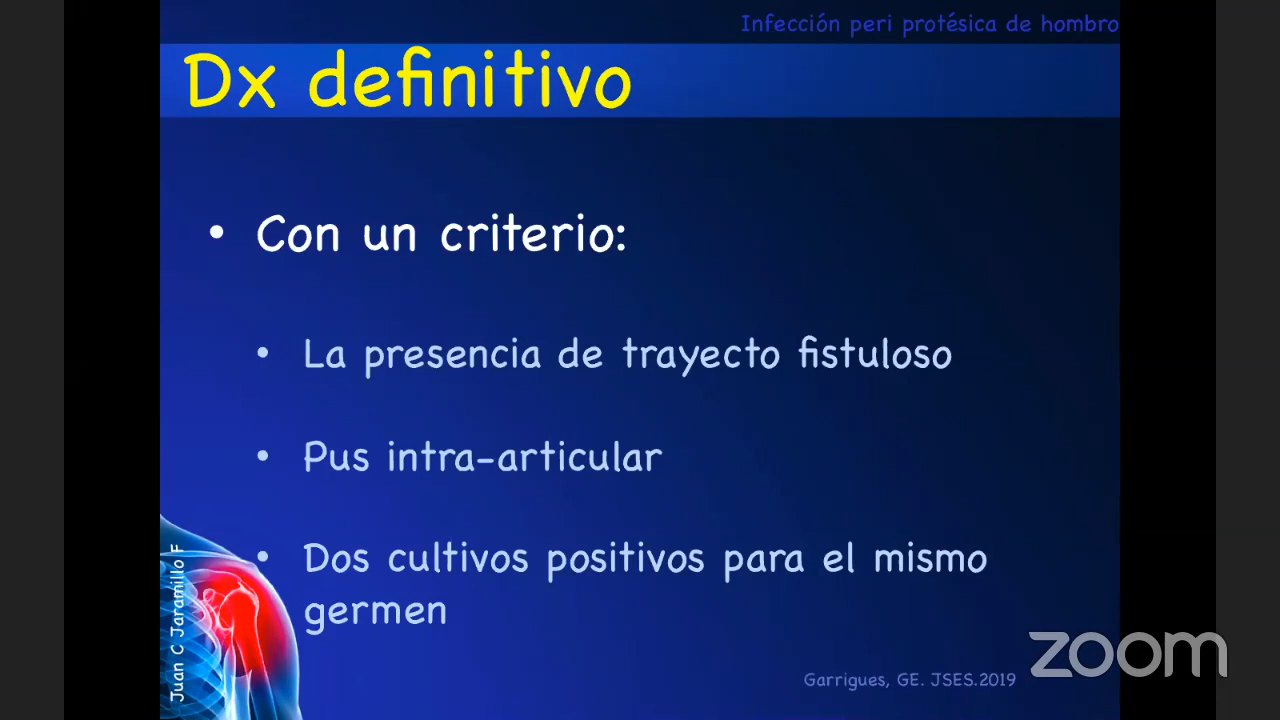 Infección peri protésica de hombro
Dx definitivo
• Con un criterio:
• La presencia de trayecto fistuloso
• Pus intra-articular
• Dos cultivos positivos para el mismo
germen
Juan C Jaramillo F
Garrigues, GE. JSES.2019
zoom